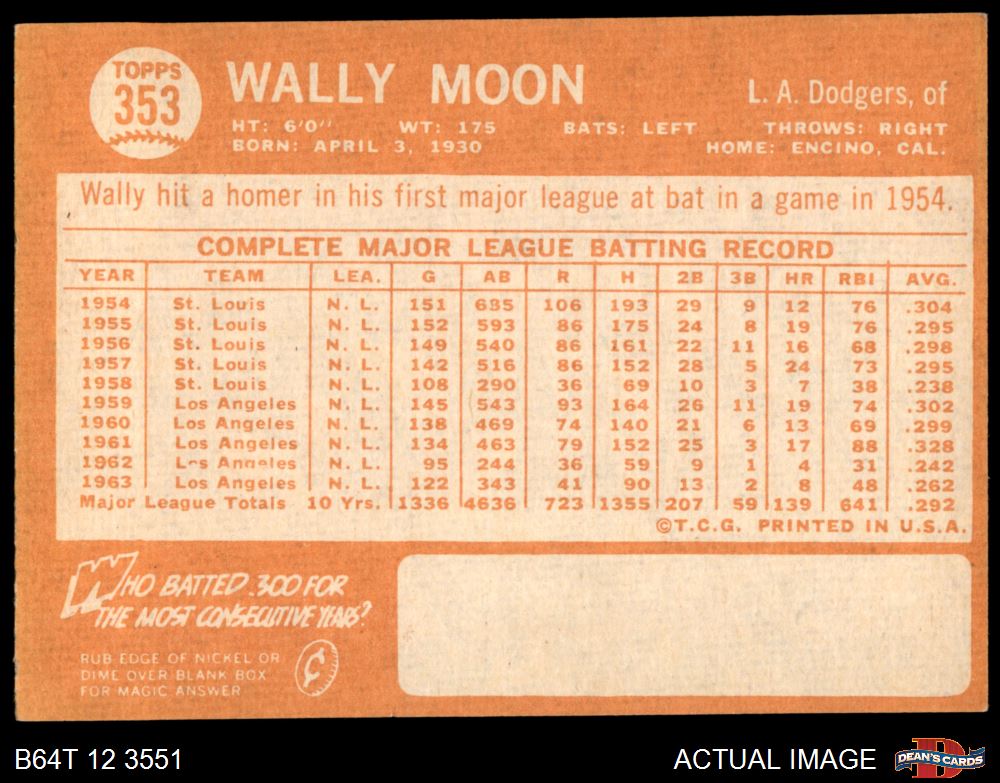 TOPPS
353
WALLY MOON
L. A. Dodgers, of
HT: 6'0" WT: 175 BATS: LEFT THROWS: RIGHT
BORN: APRIL 3, 1930 HOME: ENCINO, CAL.
Wally hit a homer in his first major league at bat in a game in 1954.
COMPLETE MAJOR LEAGUE BATTING RECORD
YEAR TEAM LEA. G AB R H 2B 3B HR RBI AVG.
1954 St. Louis N. L. 151 635 106 193 29 9 12 76 .304
1955 St. Louis N. L. 152 593 86 175 24 8 19 76 .295
1956 St. Louis N. L. 149 540 86 161 22 11 16 68 .298
1957 St. Louis N. L. 142 516 86 152 28 5 24 73 .295
1958 St. Louis N. L. 108 290 36 69 10 3 7 38 .238
1959 Los Angeles N. L. 145 543 93 164 26 11 19 74 .302
1960 Los Angeles N. L. 138 469 74 140 21 6 13 69 .299
1961 Los Angeles N. L. 134 463 79 152 25 3 17 88 .328
1962 Los Angeles N. L. 95 244 36 59 9 1 4 31 .242
1963 Los Angeles N. L. 122 343 41 90 13 2 8 48 .262
Major League Totals 10 Yrs. 1336 4636 723 1355 207 59 139 641 .292
©T.C.G. PRINTED IN U.S.A.
WHO BATTED .300 FOR
THE MOST CONSECUTIVE YEARS?
RUB EDGE OF NICKEL OR
DIME OVER BLANK BOX
FOR MAGIC ANSWER
¢
B64T 12 3551
ACTUAL IMAGE
D
DEAN'S CARDS